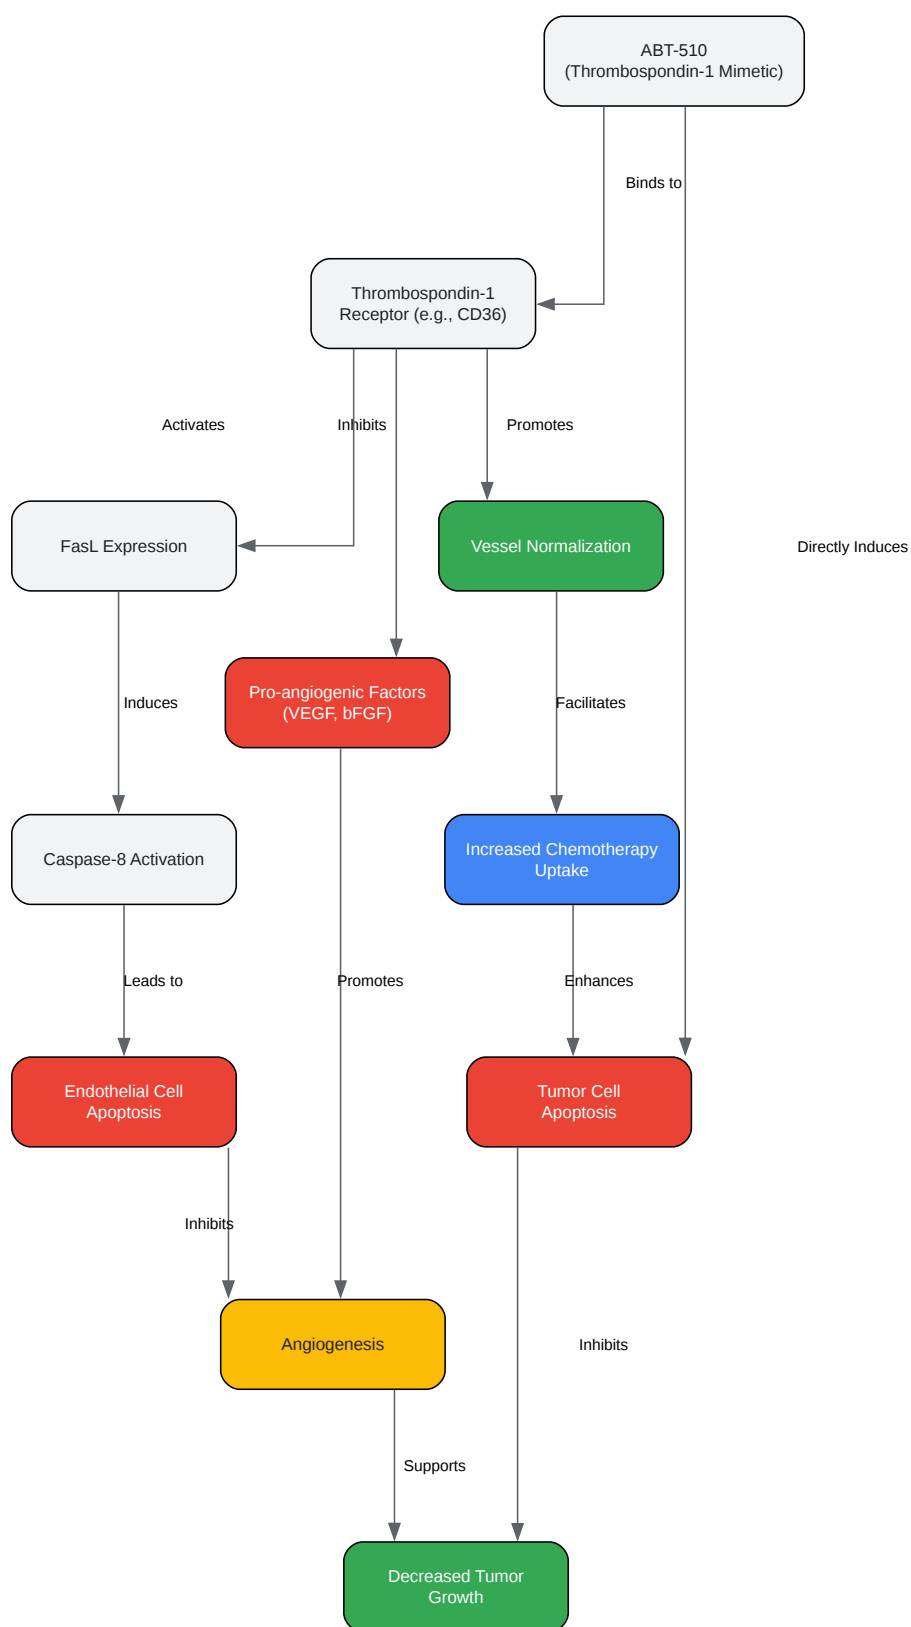 ABT-510
(Thrombospondin-1 Mimetic)
Binds to
Thrombospondin-1
Receptor (e.g., CD36)
Activates
Inhibits
Promotes
FasL Expression
Vessel Normalization
Directly Induces
Pro-angiogenic Factors
(VEGF, bFGF)
Induces
Facilitates
Caspase-8 Activation
Increased Chemotherapy
Uptake
Leads to
Promotes
Enhances
Endothelial Cell
Apoptosis
Tumor Cell
Apoptosis
Inhibits
Angiogenesis
Inhibits
Supports
Decreased Tumor
Growth